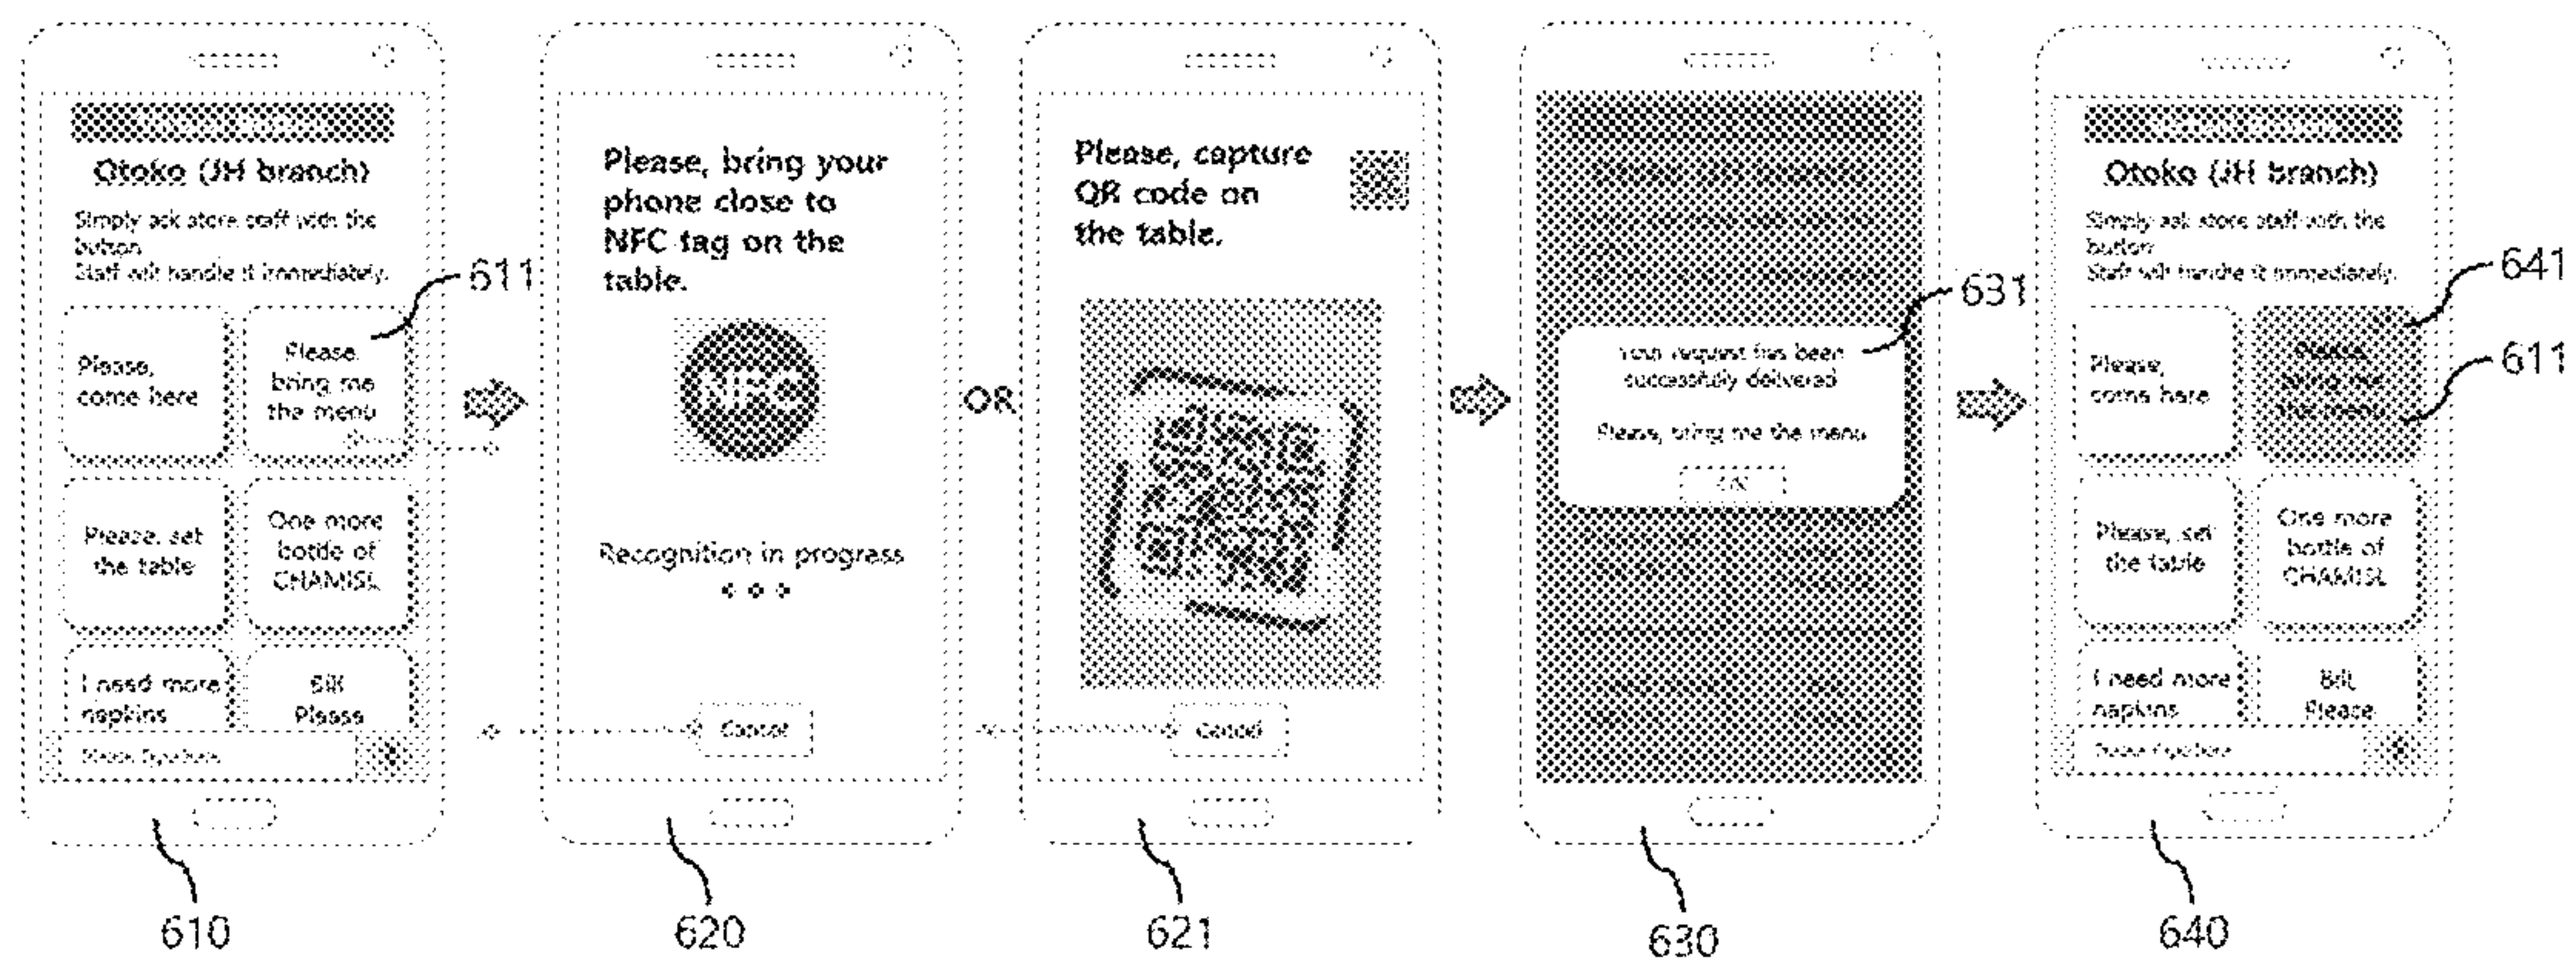 Otoko (JH branch)
Simply ask store staff with the
button
Staff will handle it immediately.
611
Please,
come here
Please,
bring me
the menu
Please, set
the table
One more
bottle of
CHAMISL
I need more
napkins
Bill
Please
610
Please, bring your
phone close to
NFC tag on the
table.
NFC
Recognition in progress
Cancel
620
OR
Please, capture
QR code on
the table.
Cancel
621
631
Your request has been
successfully delivered
Please, bring me the menu
OK
630
Otoko (JH branch)
Simply ask store staff with the
button
Staff will handle it immediately.
641
611
Please,
come here
Please,
bring me
the menu
Please, set
the table
One more
bottle of
CHAMISL
I need more
napkins
Bill,
Please
640